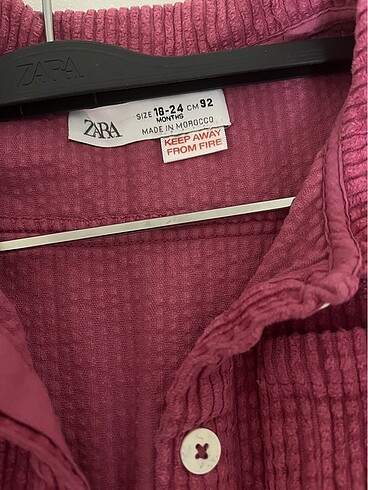 ZARA
ZARA
SIZE 18-24 CM 92
MONTHS
MADE IN MOROCCO
KEEP AWAY
FROM FIRE